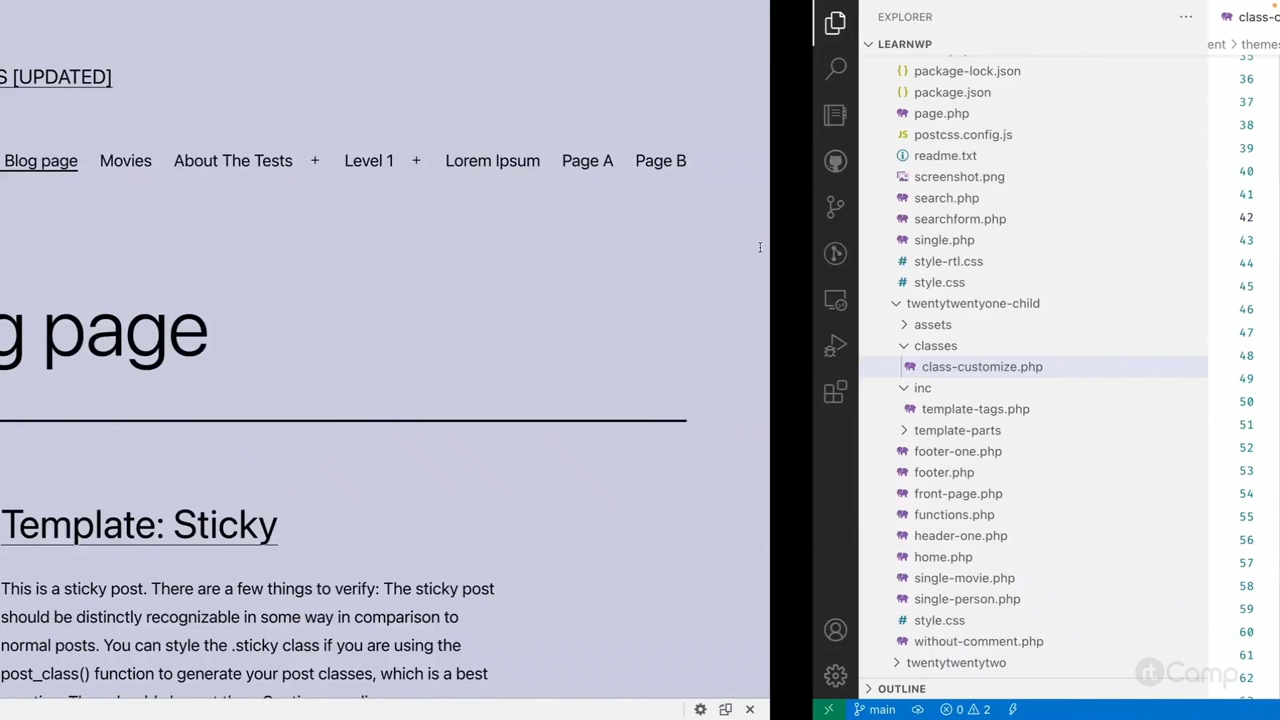 S [UPDATED]
Blog page Movies About The Tests + Level 1 + Lorem Ipsum Page A Page B
g page
Template: Sticky
This is a sticky post. There are a few things to verify: The sticky post
should be distinctly recognizable in some way in comparison to
normal posts. You can style the .sticky class if you are using the
post_class() function to generate your post classes, which is a best
EXPLORER
LEARNWP
package-lock.json
package.json
page.php
postcss.config.js
readme.txt
screenshot.png
search.php
searchform.php
single.php
style-rtl.css
style.css
twentytwentyone-child
assets
classes
class-customize.php
inc
template-tags.php
template-parts
footer-one.php
footer.php
front-page.php
functions.php
header-one.php
home.php
single-movie.php
single-person.php
style.css
without-comment.php
twentytwentytwo
OUTLINE
main 0 2
class-c
ent > themes
35
36
37
38
39
40
41
42
43
44
45
46
47
48
49
50
51
52
53
54
55
56
57
58
59
60
61
62
rtCamp